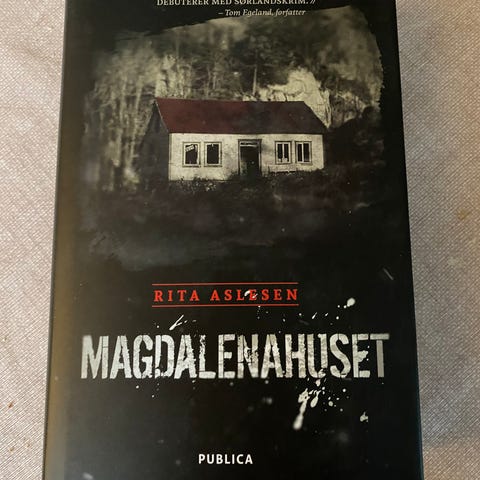 DEBUTERER MED SØRLANDSKRIM. //
– Tom Egeland, forfatter
RITA ASLESEN
MAGDALENAHUSET
PUBLICA